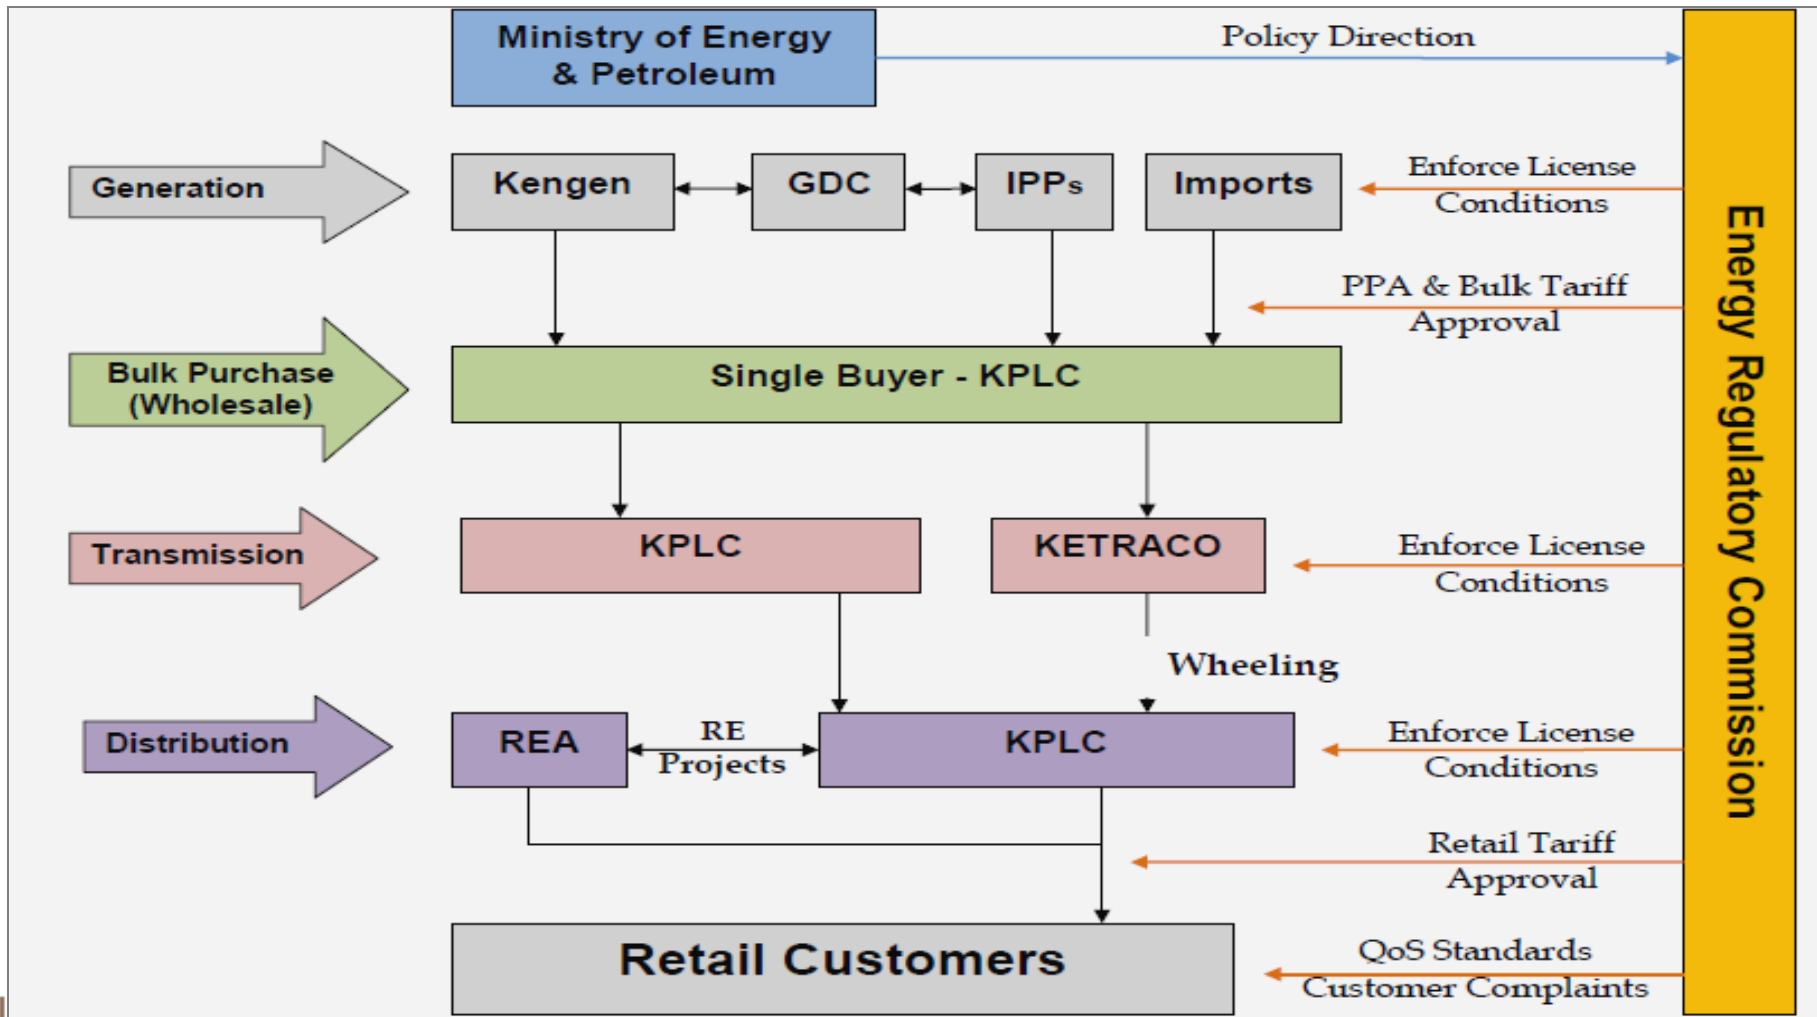 Ministry of Energy
& Petroleum
Policy Direction
Generation
Kengen
GDC
IPPs
Imports
Enforce License
Conditions
PPA & Bulk Tariff
Approval
Bulk Purchase
(Wholesale)
Single Buyer - KPLC
Transmission
KPLC
KETRACO
Enforce License
Conditions
Wheeling
Distribution
REA
RE
Projects
KPLC
Enforce License
Conditions
Retail Tariff
Approval
Retail Customers
QoS Standards
Customer Complaints
Energy Regulatory Commission